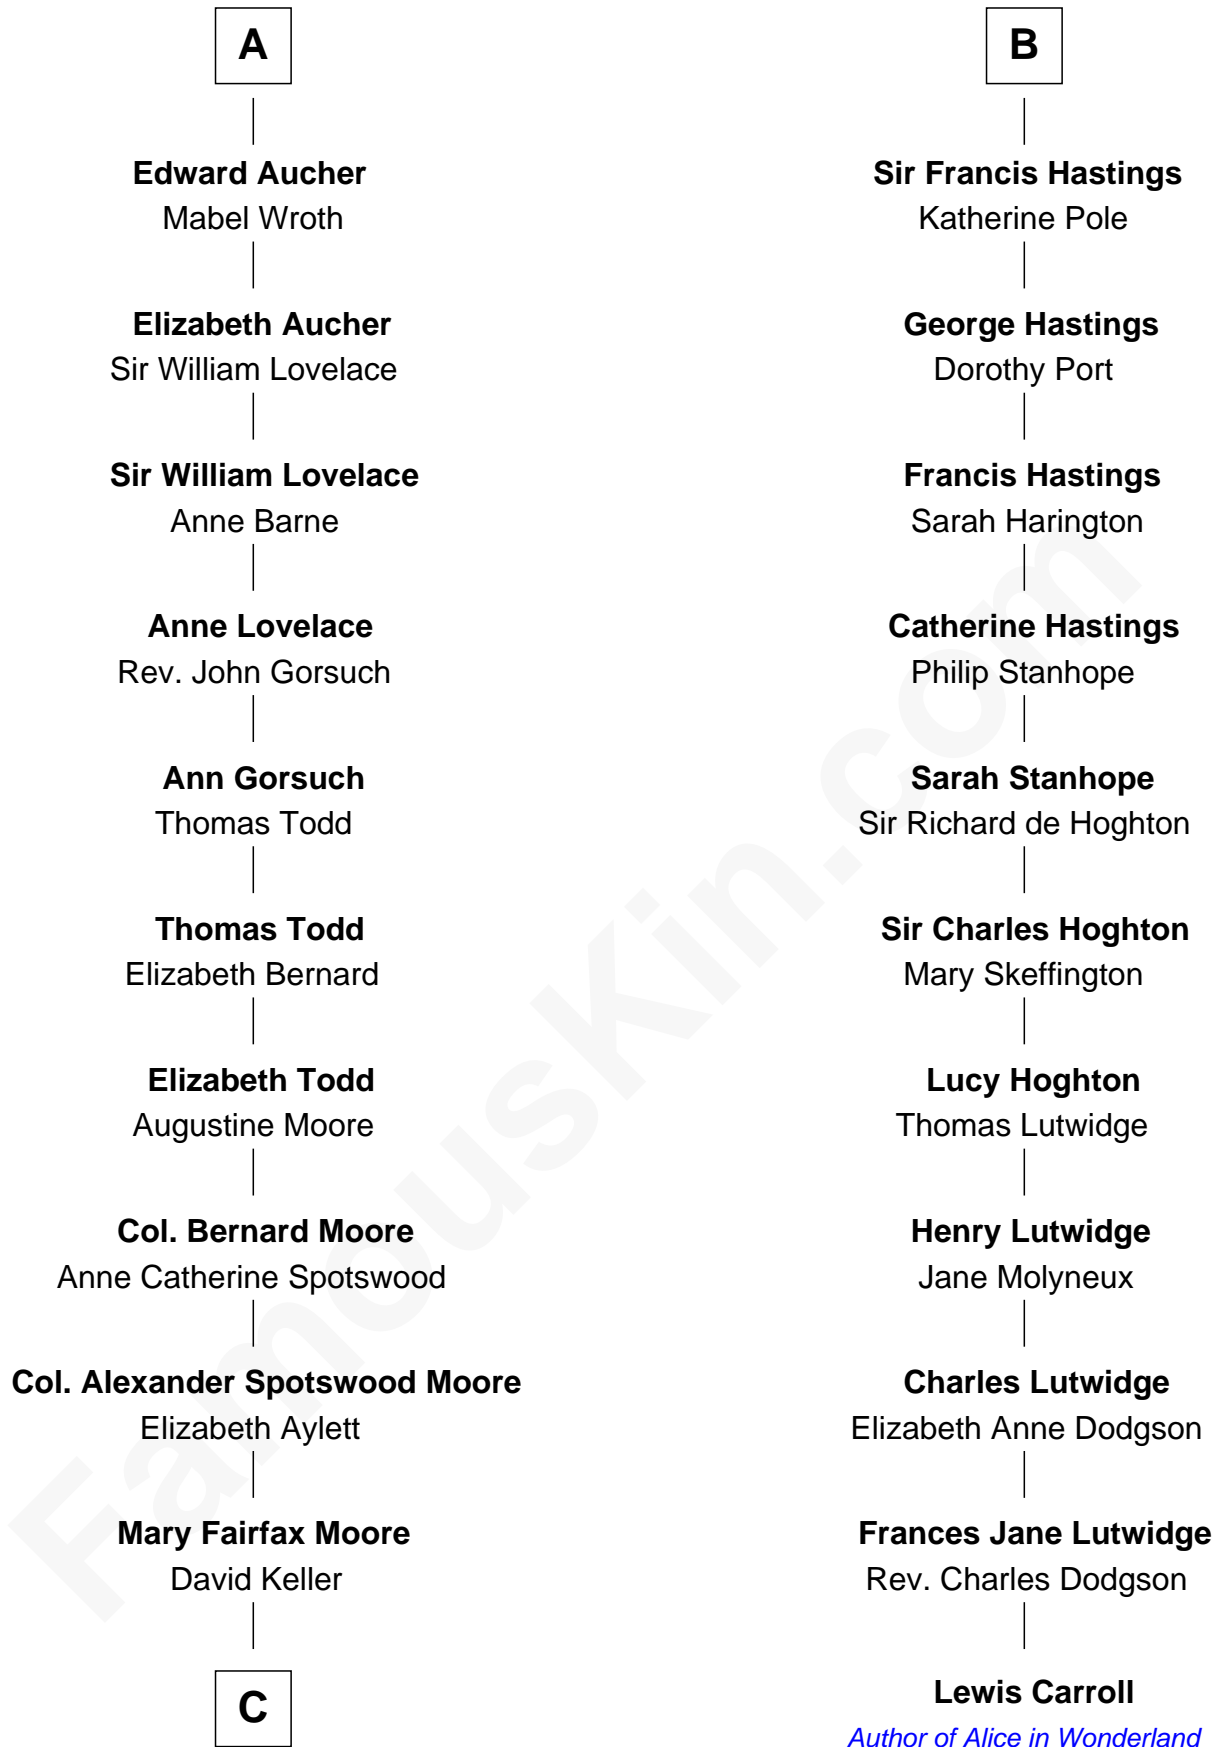 A
Edward Aucher
Mabel Wroth
Elizabeth Aucher
Sir William Lovelace
Sir William Lovelace
Anne Barne
Anne Lovelace
Rev. John Gorsuch
Ann Gorsuch
Thomas Todd
Thomas Todd
Elizabeth Bernard
Elizabeth Todd
Augustine Moore
Col. Bernard Moore
Anne Catherine Spotswood
Col. Alexander Spotswood Moore
Elizabeth Aylett
Mary Fairfax Moore
David Keller
C
B
Sir Francis Hastings
Katherine Pole
George Hastings
Dorothy Port
Francis Hastings
Sarah Harington
Catherine Hastings
Philip Stanhope
Sarah Stanhope
Sir Richard de Hoghton
Sir Charles Hoghton
Mary Skeffington
Lucy Hoghton
Thomas Lutwidge
Henry Lutwidge
Jane Molyneux
Charles Lutwidge
Elizabeth Anne Dodgson
Frances Jane Lutwidge
Rev. Charles Dodgson
Lewis Carroll
Author of Alice in Wonderland
FamousKin.com